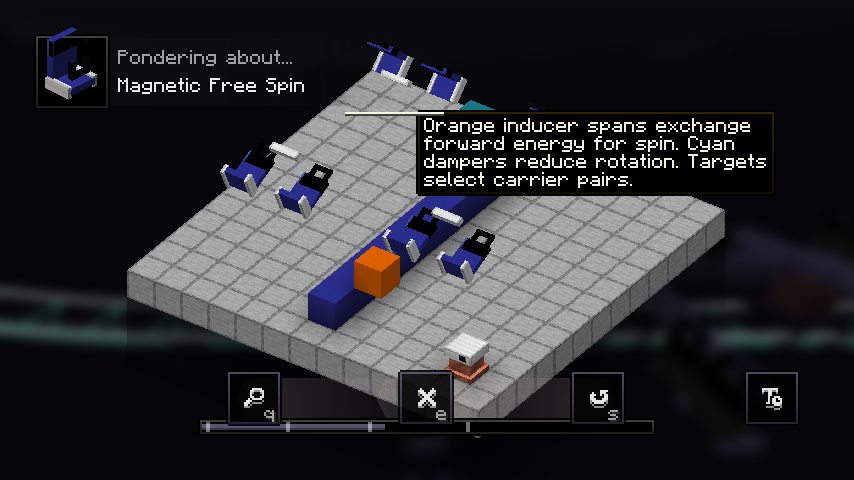 Pondering about...
Magnetic Free Spin
Orange inducer spans exchange
forward energy for spin. Cyan
dampers reduce rotation. Targets
select carrier pairs.
q
e
s
T